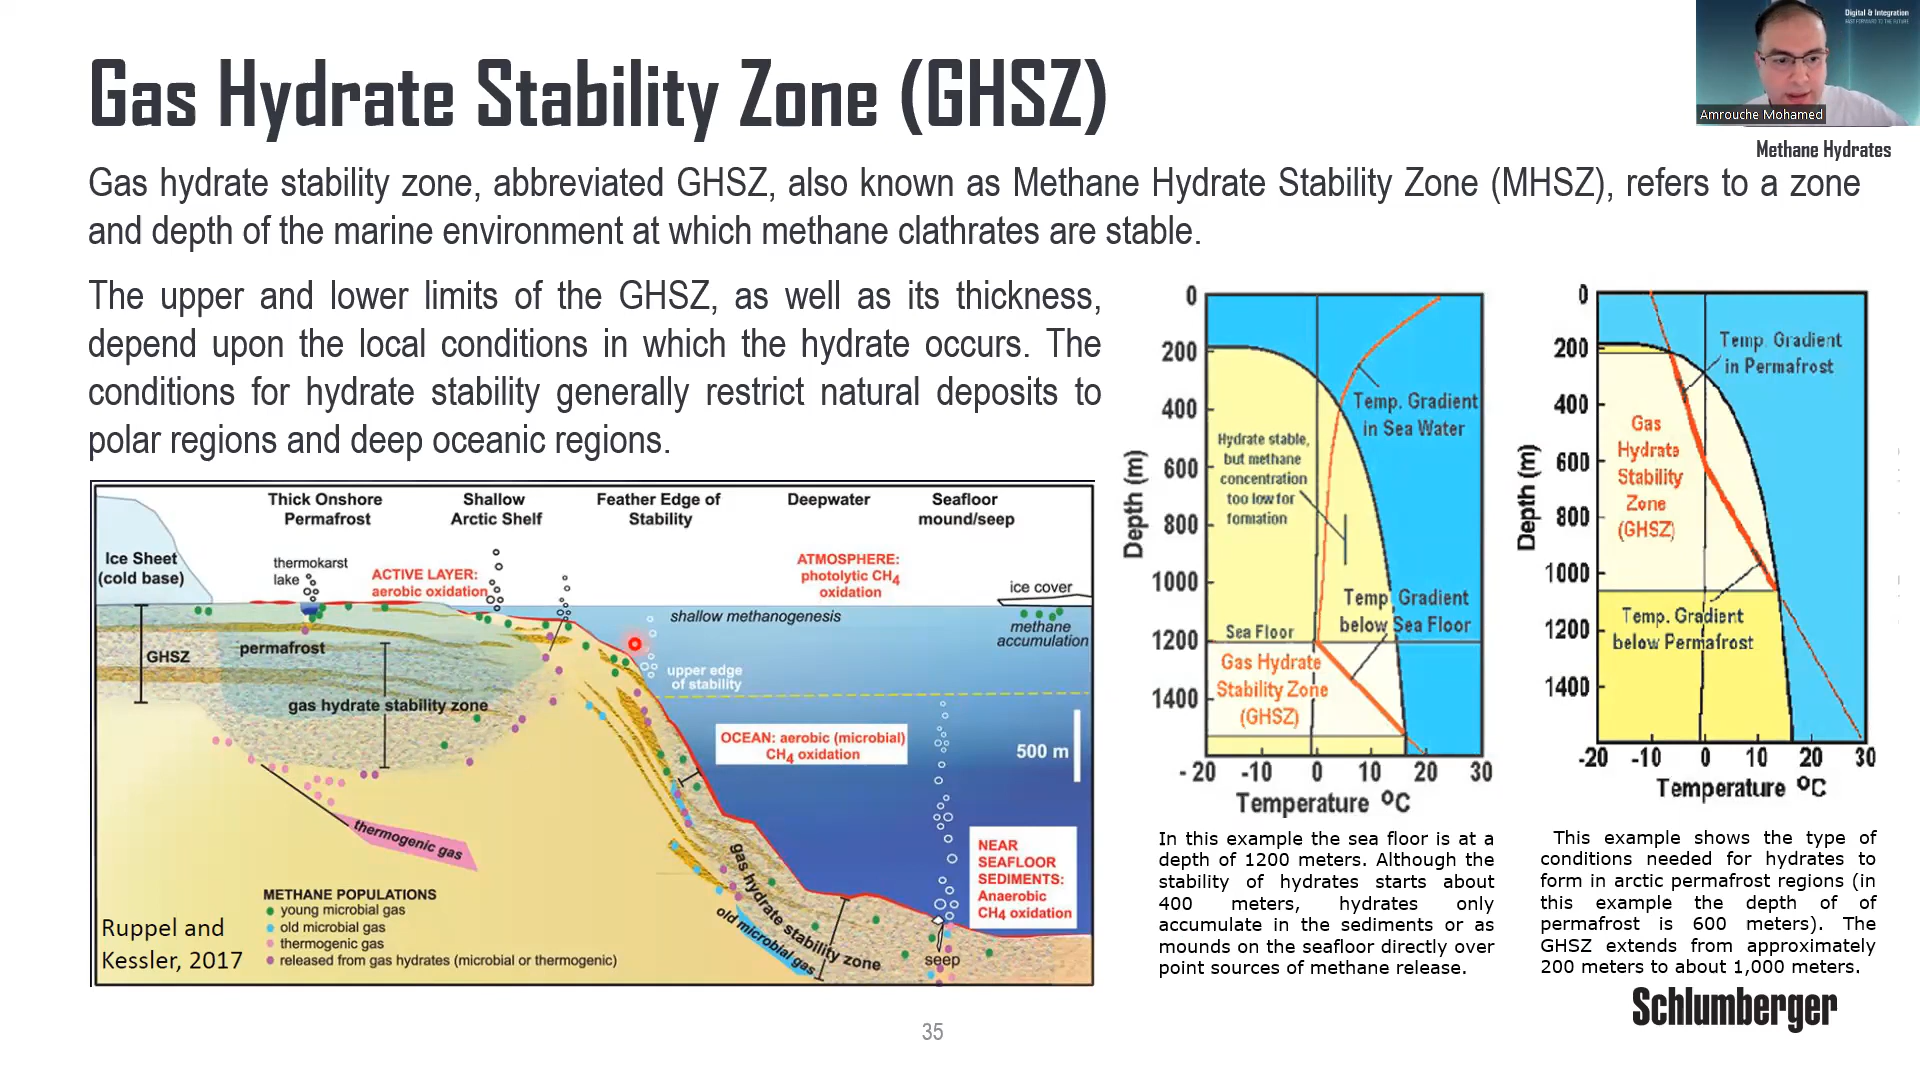 Gas Hydrate Stability Zone (GHSZ)
Digital & Integration
Amrouche Mohamed
Methane Hydrates
Gas hydrate stability zone, abbreviated GHSZ, also known as Methane Hydrate Stability Zone (MHSZ), refers to a zone
and depth of the marine environment at which methane clathrates are stable.
The upper and lower limits of the GHSZ, as well as its thickness,
depend upon the local conditions in which the hydrate occurs. The
conditions for hydrate stability generally restrict natural deposits to
polar regions and deep oceanic regions.
Thick Onshore
Permafrost
Shallow
Arctic Shelf
Feather Edge of
Stability
Deepwater
Seafloor
mound/seep
Ice Sheet
(cold base)
thermokarst
lake
ACTIVE LAYER:
aerobic oxidation
ATMOSPHERE:
photolytic CH4
oxidation
ice cover
shallow methanogenesis
methane
accumulation
GHSZ
permafrost
upper edge
of stability
gas hydrate stability zone
OCEAN: aerobic (microbial)
CH4 oxidation
500 m
thermogenic gas
NEAR
SEAFLOOR
SEDIMENTS:
Anaerobic
CH4 oxidation
gas hydrate stability zone
old microbial gas
seep
METHANE POPULATIONS
young microbial gas
old microbial gas
thermogenic gas
released from gas hydrates (microbial or thermogenic)
Ruppel and
Kessler, 2017
Depth (m)
0
200
400
600
800
1000
1200
1400
Temp. Gradient
in Sea Water
Hydrate stable,
but methane
concentration
too low for
formation
Temp Gradient
below Sea Floor
Sea Floor
Gas Hydrate
Stability Zone
(GHSZ)
-20 -10 0 10 20 30
Temperature ºC
In this example the sea floor is at a
depth of 1200 meters. Although the
stability of hydrates starts about
400 meters, hydrates only
accumulate in the sediments or as
mounds on the seafloor directly over
point sources of methane release.
Depth (m)
0
200
400
600
800
1000
1200
1400
Temp. Gradient
in Permafrost
Gas
Hydrate
Stability
Zone
(GHSZ)
Temp. Gradient
below Permafrost
-20 -10 0 10 20 30
Temperature ºC
This example shows the type of
conditions needed for hydrates to
form in arctic permafrost regions (in
this example the depth of of
permafrost is 600 meters). The
GHSZ extends from approximately
200 meters to about 1,000 meters.
Schlumberger
35